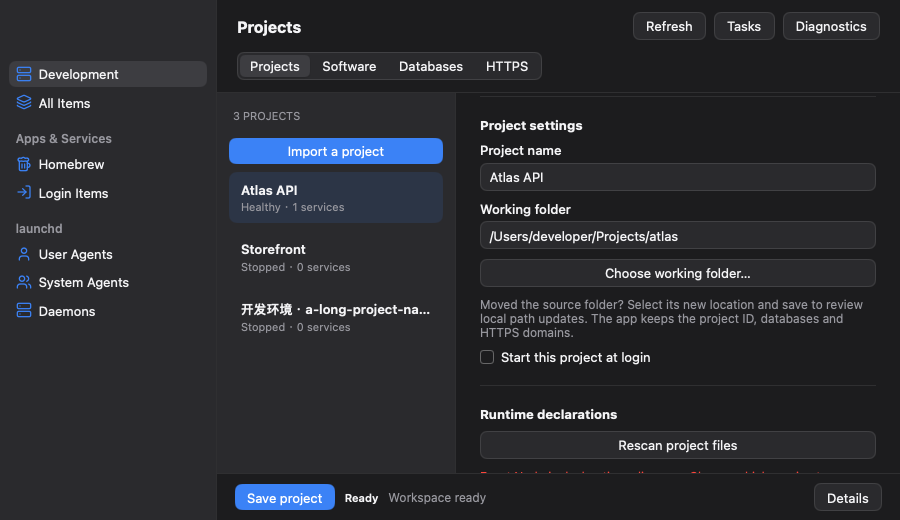 Projects
Refresh
Tasks
Diagnostics
Projects
Software
Databases
HTTPS
Development
All Items
Apps & Services
Homebrew
Login Items
launchd
User Agents
System Agents
Daemons
3 PROJECTS
Import a project
Atlas API
Healthy · 1 services
Storefront
Stopped · 0 services
开发环境 · a-long-project-na...
Stopped · 0 services
Project settings
Project name
Atlas API
Working folder
/Users/developer/Projects/atlas
Choose working folder...
Moved the source folder? Select its new location and save to review
local path updates. The app keeps the project ID, databases and
HTTPS domains.
Start this project at login
Runtime declarations
Rescan project files
Save project
Ready
Workspace ready
Details